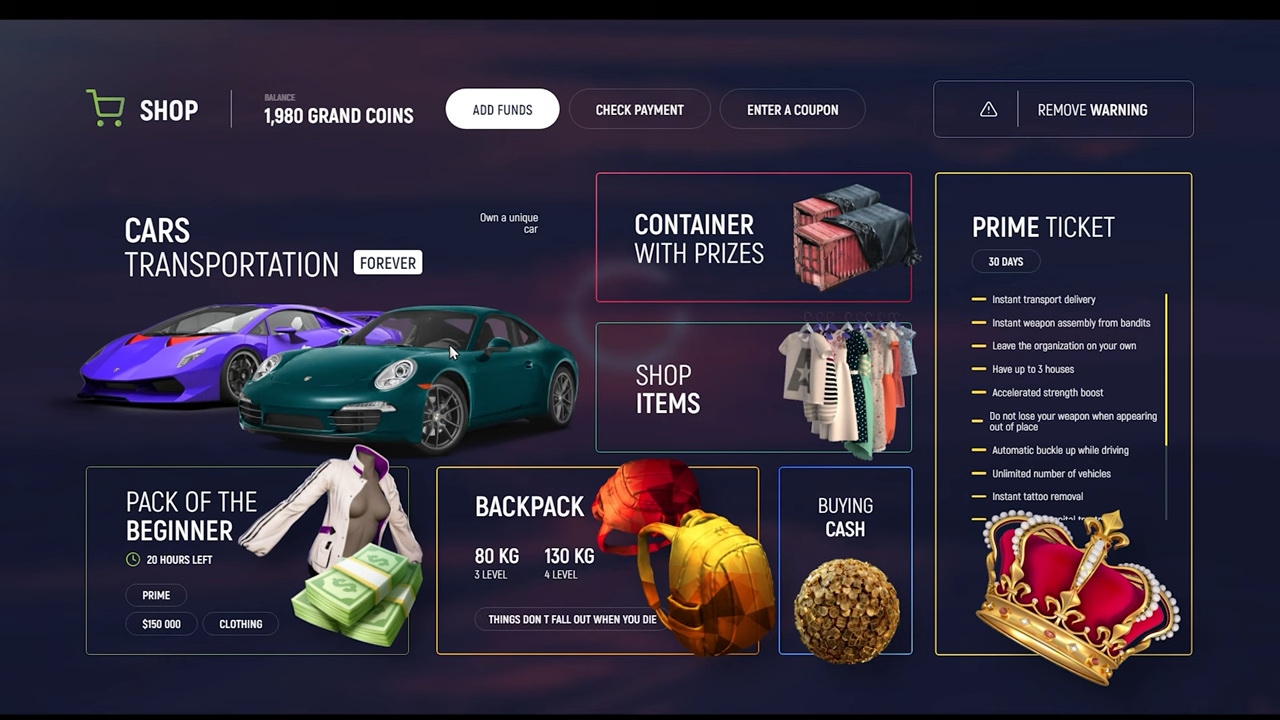 SHOP
BALANCE
1,980 GRAND COINS
ADD FUNDS
CHECK PAYMENT
ENTER A COUPON
REMOVE WARNING
CARS
TRANSPORTATION FOREVER
Own a unique
car
CONTAINER
WITH PRIZES
SHOP
ITEMS
PRIME TICKET
30 DAYS
Instant transport delivery
Instant weapon assembly from bandits
Leave the organization on your own
Have up to 3 houses
Accelerated strength boost
Do not lose your weapon when appearing
out of place
Automatic buckle up while driving
Unlimited number of vehicles
Instant tattoo removal
PACK OF THE
BEGINNER
20 HOURS LEFT
PRIME
$150 000
CLOTHING
BACKPACK
80 KG
3 LEVEL
130 KG
4 LEVEL
THINGS DON T FALL OUT WHEN YOU DIE
BUYING
CASH